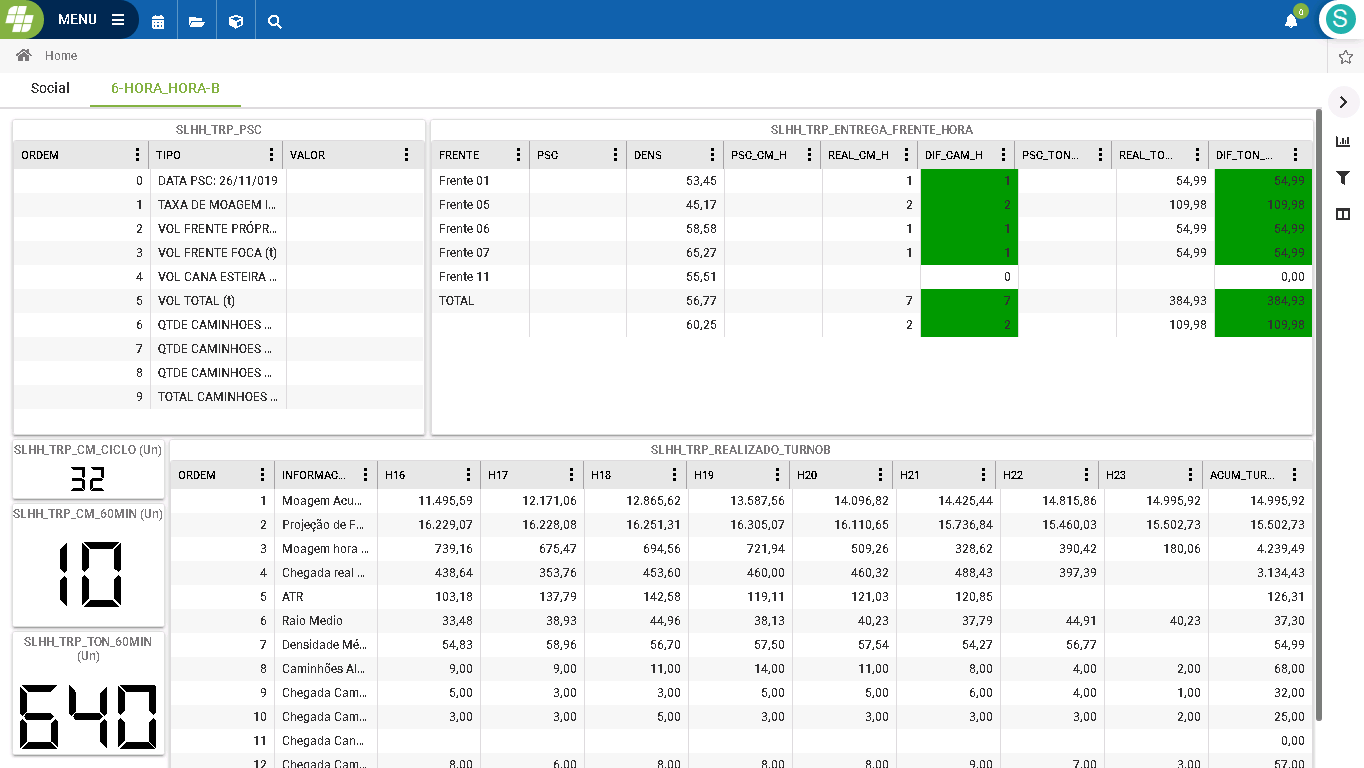 MENU
0
S
Home
Social 6-HORA_HORA-B
SLHH_TRP_PSC
ORDEM TIPO VALOR
0 DATA PSC: 26/11/019
1 TAXA DE MOAGEM I...
2 VOL FRENTE PRÓPR...
3 VOL FRENTE FOCA (t)
4 VOL CANA ESTEIRA ...
5 VOL TOTAL (t)
6 QTDE CAMINHOES ...
7 QTDE CAMINHOES ...
8 QTDE CAMINHOES ...
9 TOTAL CAMINHOES ...
SLHH_TRP_ENTREGA_FRENTE_HORA
FRENTE PSC DENS PSC_CM_H REAL_CM_H DIF_CAM_H PSC_TON... REAL_TO... DIF_TON_...
Frente 01 53,45 1 1 54,99 54,99
Frente 05 45,17 2 2 109,98 109,98
Frente 06 58,58 1 1 54,99 54,99
Frente 07 65,27 1 1 54,99 54,99
Frente 11 55,51 0 0,00
TOTAL 56,77 7 7 384,93 384,93
60,25 2 2 109,98 109,98
SLHH_TRP_CM_CICLO (Un)
32
SLHH_TRP_CM_60MIN (Un)
10
SLHH_TRP_TON_60MIN
(Un)
640
SLHH_TRP_REALIZADO_TURNOB
ORDEM INFORMAC... H16 H17 H18 H19 H20 H21 H22 H23 ACUM_TUR...
1 Moagem Acu... 11.495,59 12.171,06 12.865,62 13.587,56 14.096,82 14.425,44 14.815,86 14.995,92 14.995,92
2 Projeção de F... 16.229,07 16.228,08 16.251,31 16.305,07 16.110,65 15.736,84 15.460,03 15.502,73 15.502,73
3 Moagem hora ... 739,16 675,47 694,56 721,94 509,26 328,62 390,42 180,06 4.239,49
4 Chegada real ... 438,64 353,76 453,60 460,00 460,32 488,43 397,39 3.134,43
5 ATR 103,18 137,79 142,58 119,11 121,03 120,85 126,31
6 Raio Medio 33,48 38,93 44,96 38,13 40,23 37,79 44,91 40,23 37,30
7 Densidade Mé... 54,83 58,96 56,70 57,50 57,54 54,27 56,77 54,99
8 Caminhões Al... 9,00 9,00 11,00 14,00 11,00 8,00 4,00 2,00 68,00
9 Chegada Cam... 5,00 3,00 3,00 5,00 5,00 6,00 4,00 1,00 32,00
10 Chegada Cam... 3,00 3,00 5,00 3,00 3,00 3,00 3,00 2,00 25,00
11 Chegada Can... 0,00
12 Chegada Cam... 8,00 6,00 8,00 8,00 8,00 9,00 7,00 3,00 57,00